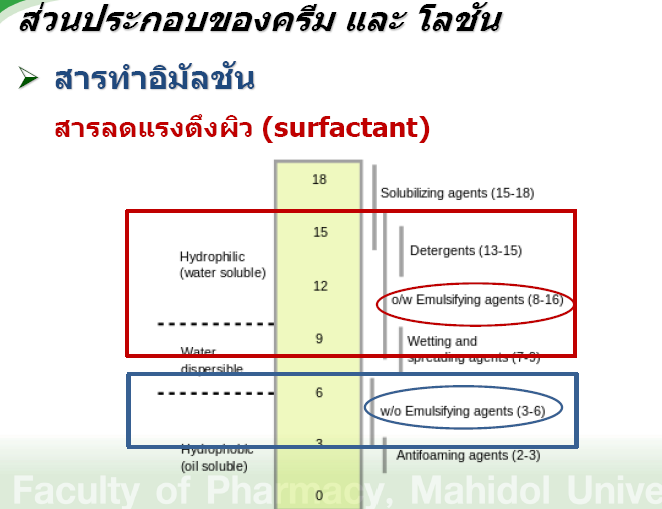 ส่วนประกอบของครีม และ โลชัน
สารทำอิมัลชัน
สารลดแรงตึงผิว (surfactant)
18
Solubilizing agents (15-18)
15
Hydrophilic
(water soluble)
Detergents (13-15)
12
o/w Emulsifying agents (8-16)
9
Wetting and
spreading agents (7-9)
Water
dispersible
6
w/o Emulsifying agents (3-6)
3
Hydrophobic
(oil soluble)
Antifoaming agents (2-3)
0
Faculty of Pharmacy, Mahidol Unive